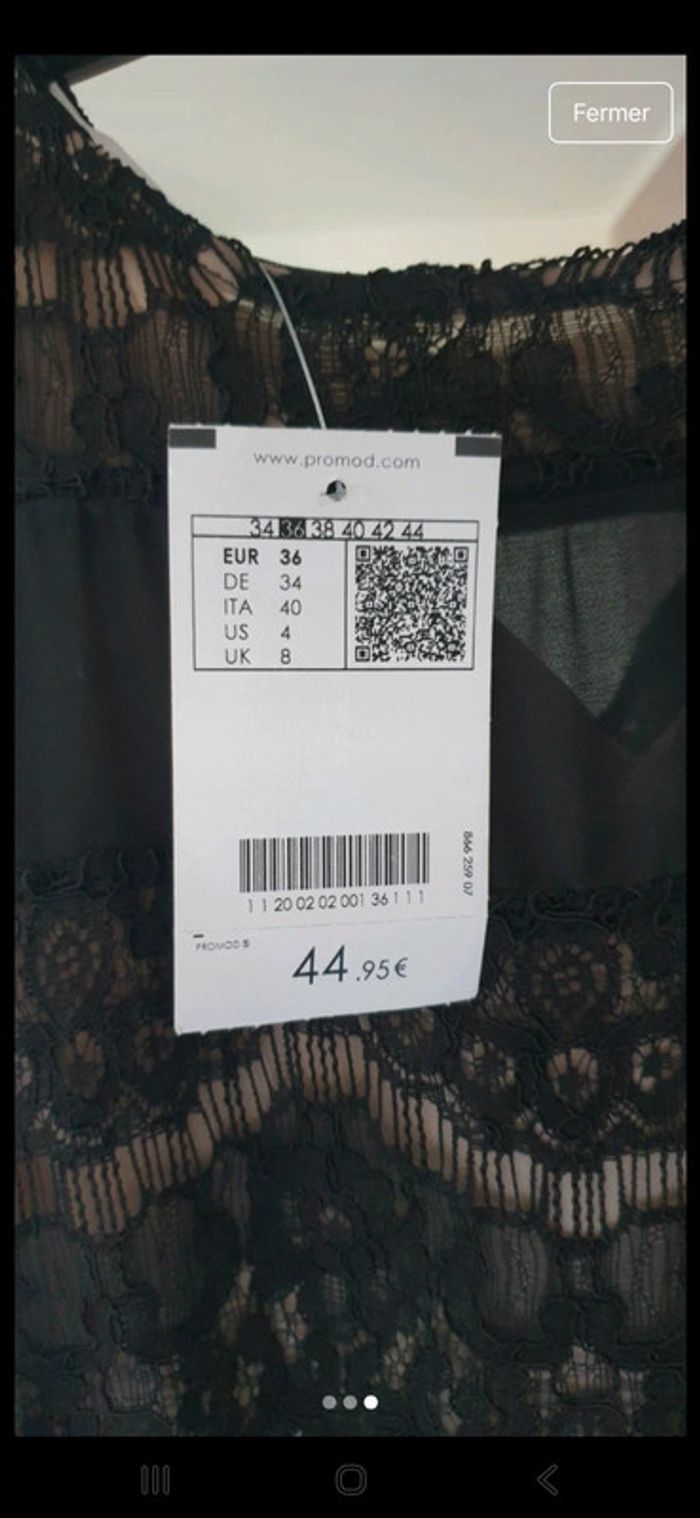 Fermer
www.promod.com
34 36 38 40 42 44
EUR 36
DE 34
ITA 40
US 4
UK 8
866 259 07
1 1 20 02 02 001 36 1 1 1
PROMOD®
44.95€